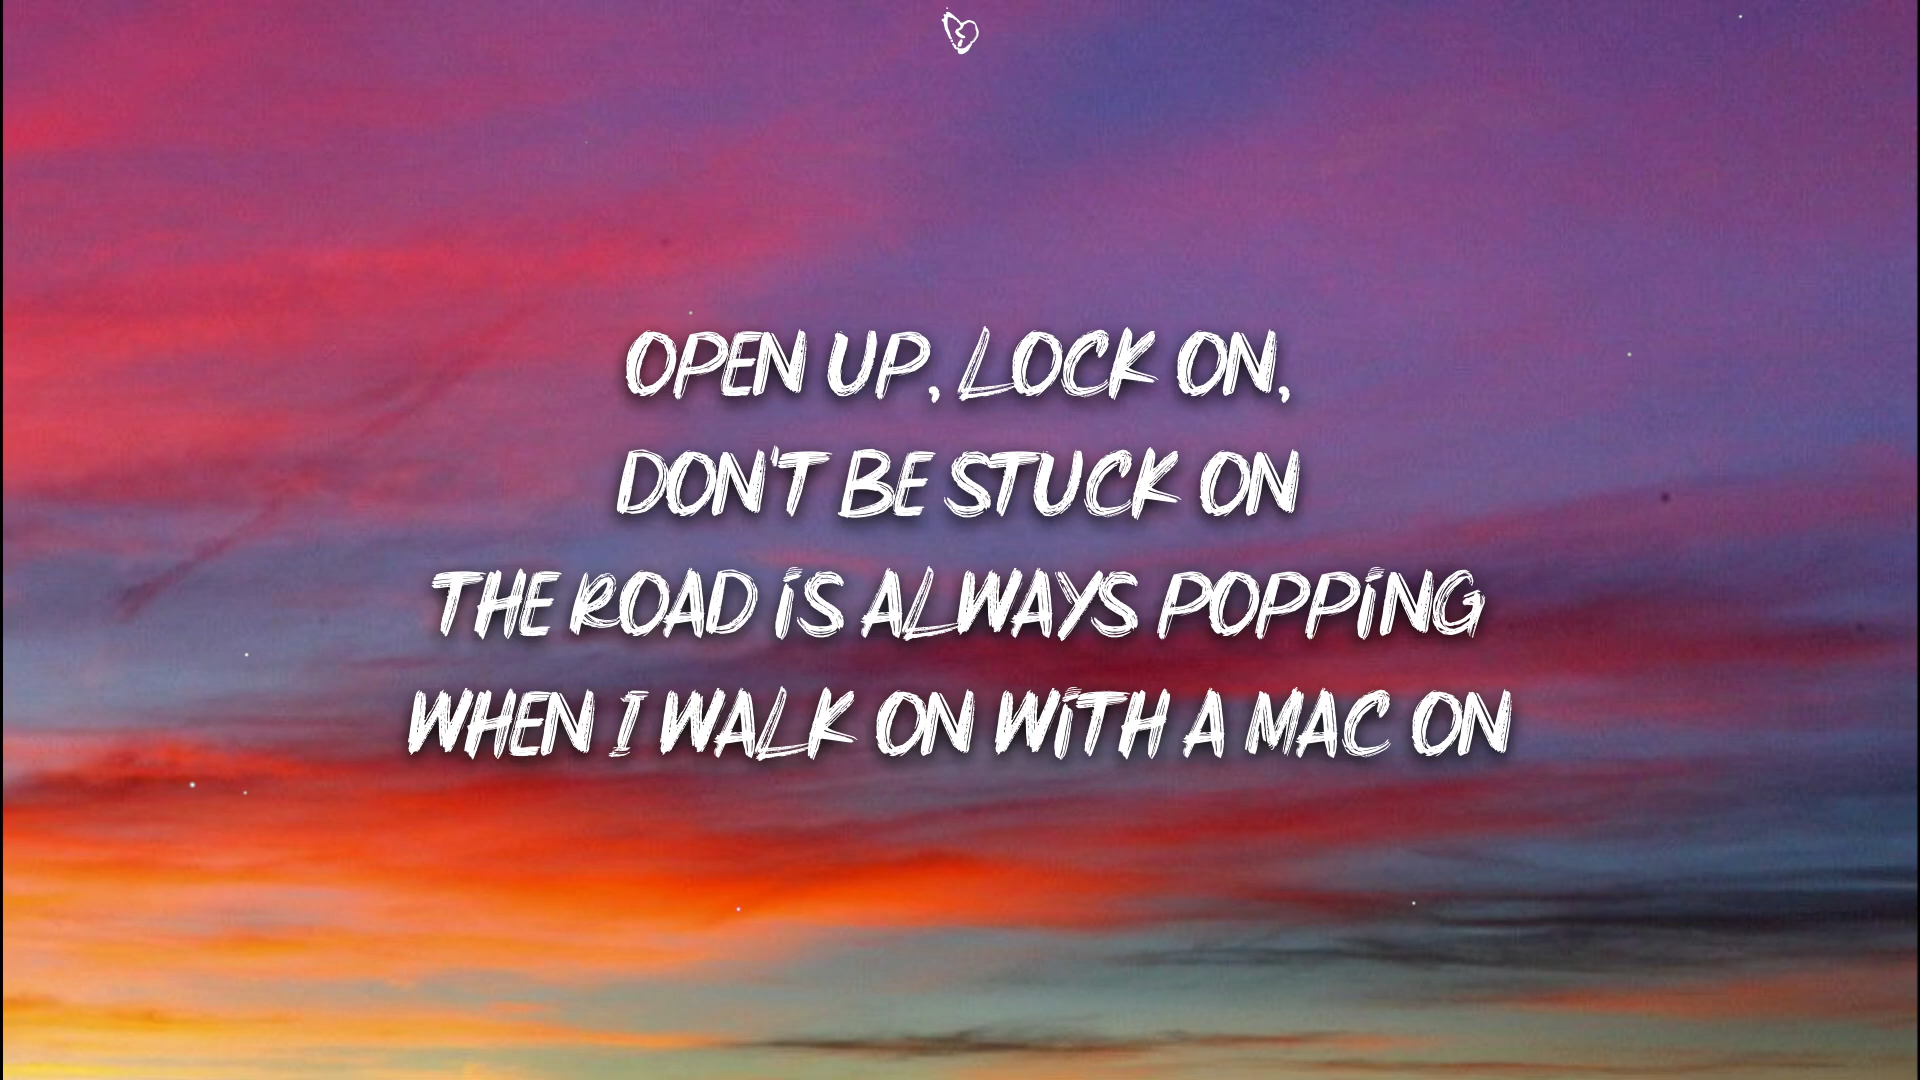 OPEN UP, LOCK ON,
DON'T BE STUCK ON
THE ROAD IS ALWAYS POPPING
WHEN I WALK ON WITH A MAC ON